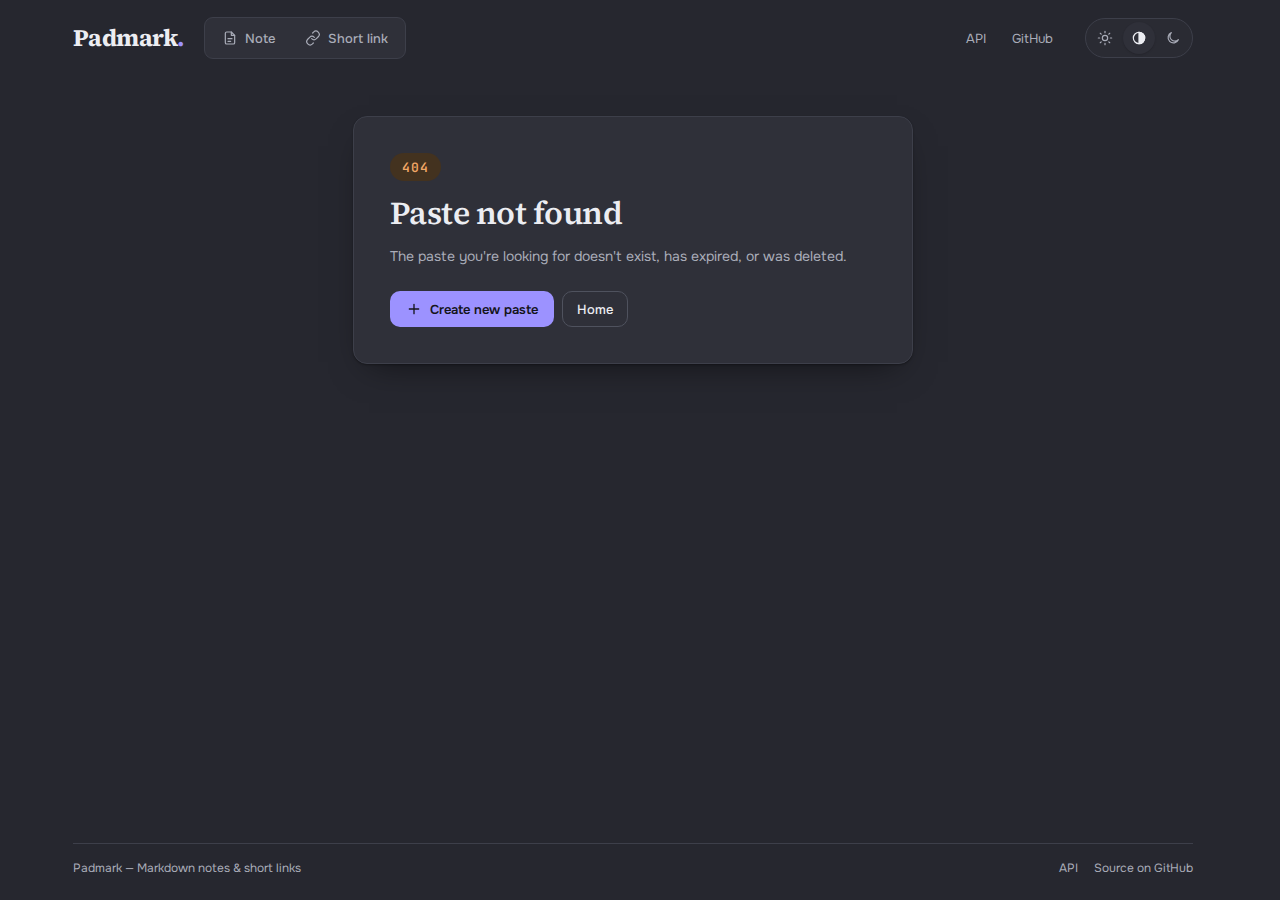 Padmark.
Note
Short link
API
GitHub
404
Paste not found
The paste you're looking for doesn't exist, has expired, or was deleted.
Create new paste
Home
Padmark — Markdown notes & short links
API
Source on GitHub